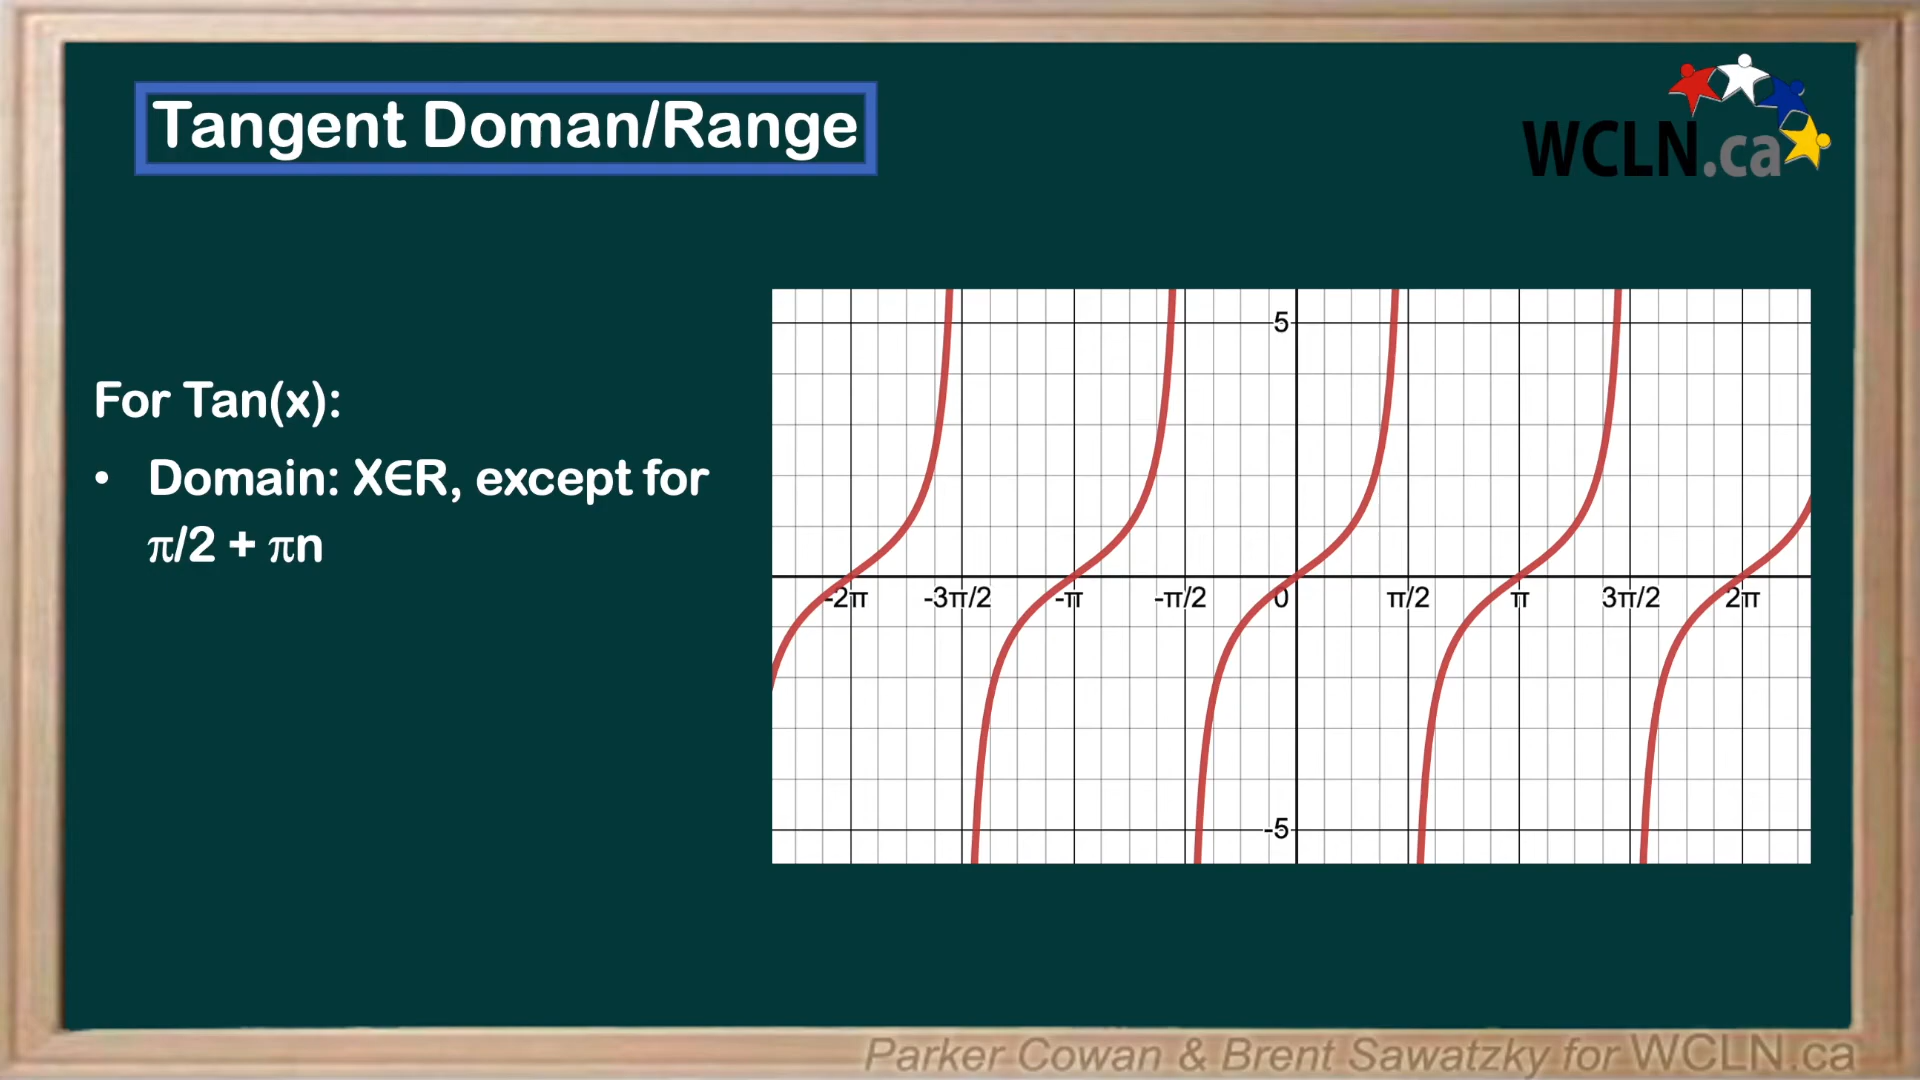 Tangent Doman/Range
WCLN.ca
For Tan(x):
• Domain: X∈R, except for
π/2 + πn
5
-2π -3π/2 -π -π/2 0 π/2 π 3π/2 2π
-5
Parker Cowan & Brent Sawatzky for WCLN.ca